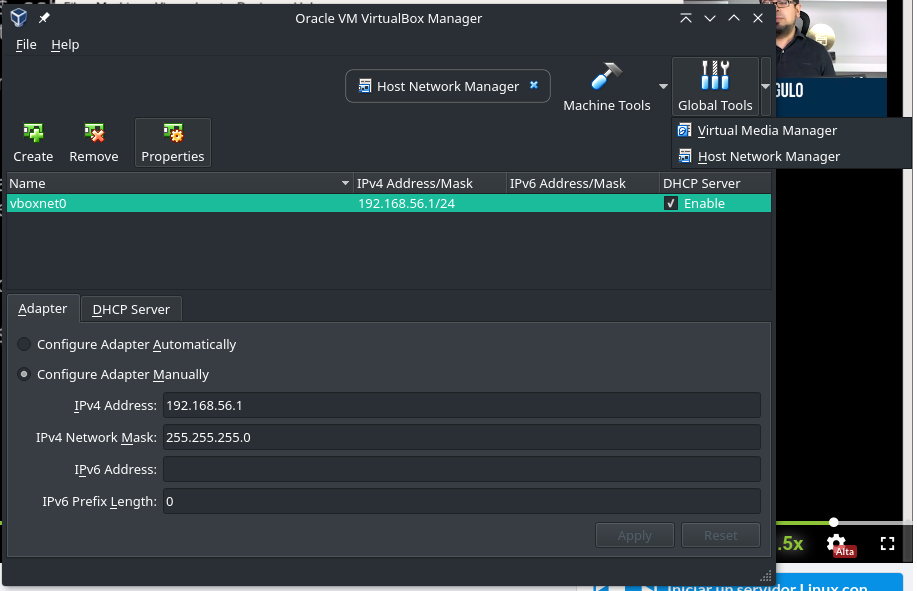 Oracle VM VirtualBox Manager
File Help
Host Network Manager
Machine Tools
Global Tools
GULO
Virtual Media Manager
Host Network Manager
Create Remove Properties
Name IPv4 Address/Mask IPv6 Address/Mask DHCP Server
vboxnet0 192.168.56.1/24 Enable
Adapter DHCP Server
Configure Adapter Automatically
Configure Adapter Manually
IPv4 Address: 192.168.56.1
IPv4 Network Mask: 255.255.255.0
IPv6 Address:
IPv6 Prefix Length: 0
Apply Reset
.5x
Alta
Iniciar un servidor Linux con